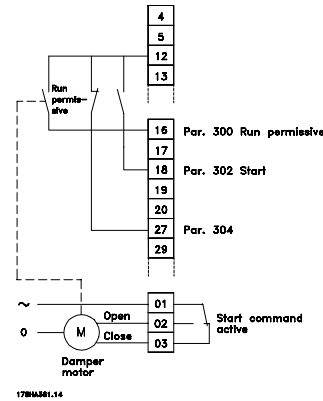 4
5
12
13
Run
permis-
sive
16 Par. 300 Run permissive
17
18 Par. 302 Start
19
20
27 Par. 304
29
~ 01
Open
0 M 02 Start command
active
Close 03
Damper
motor
175HA381.14